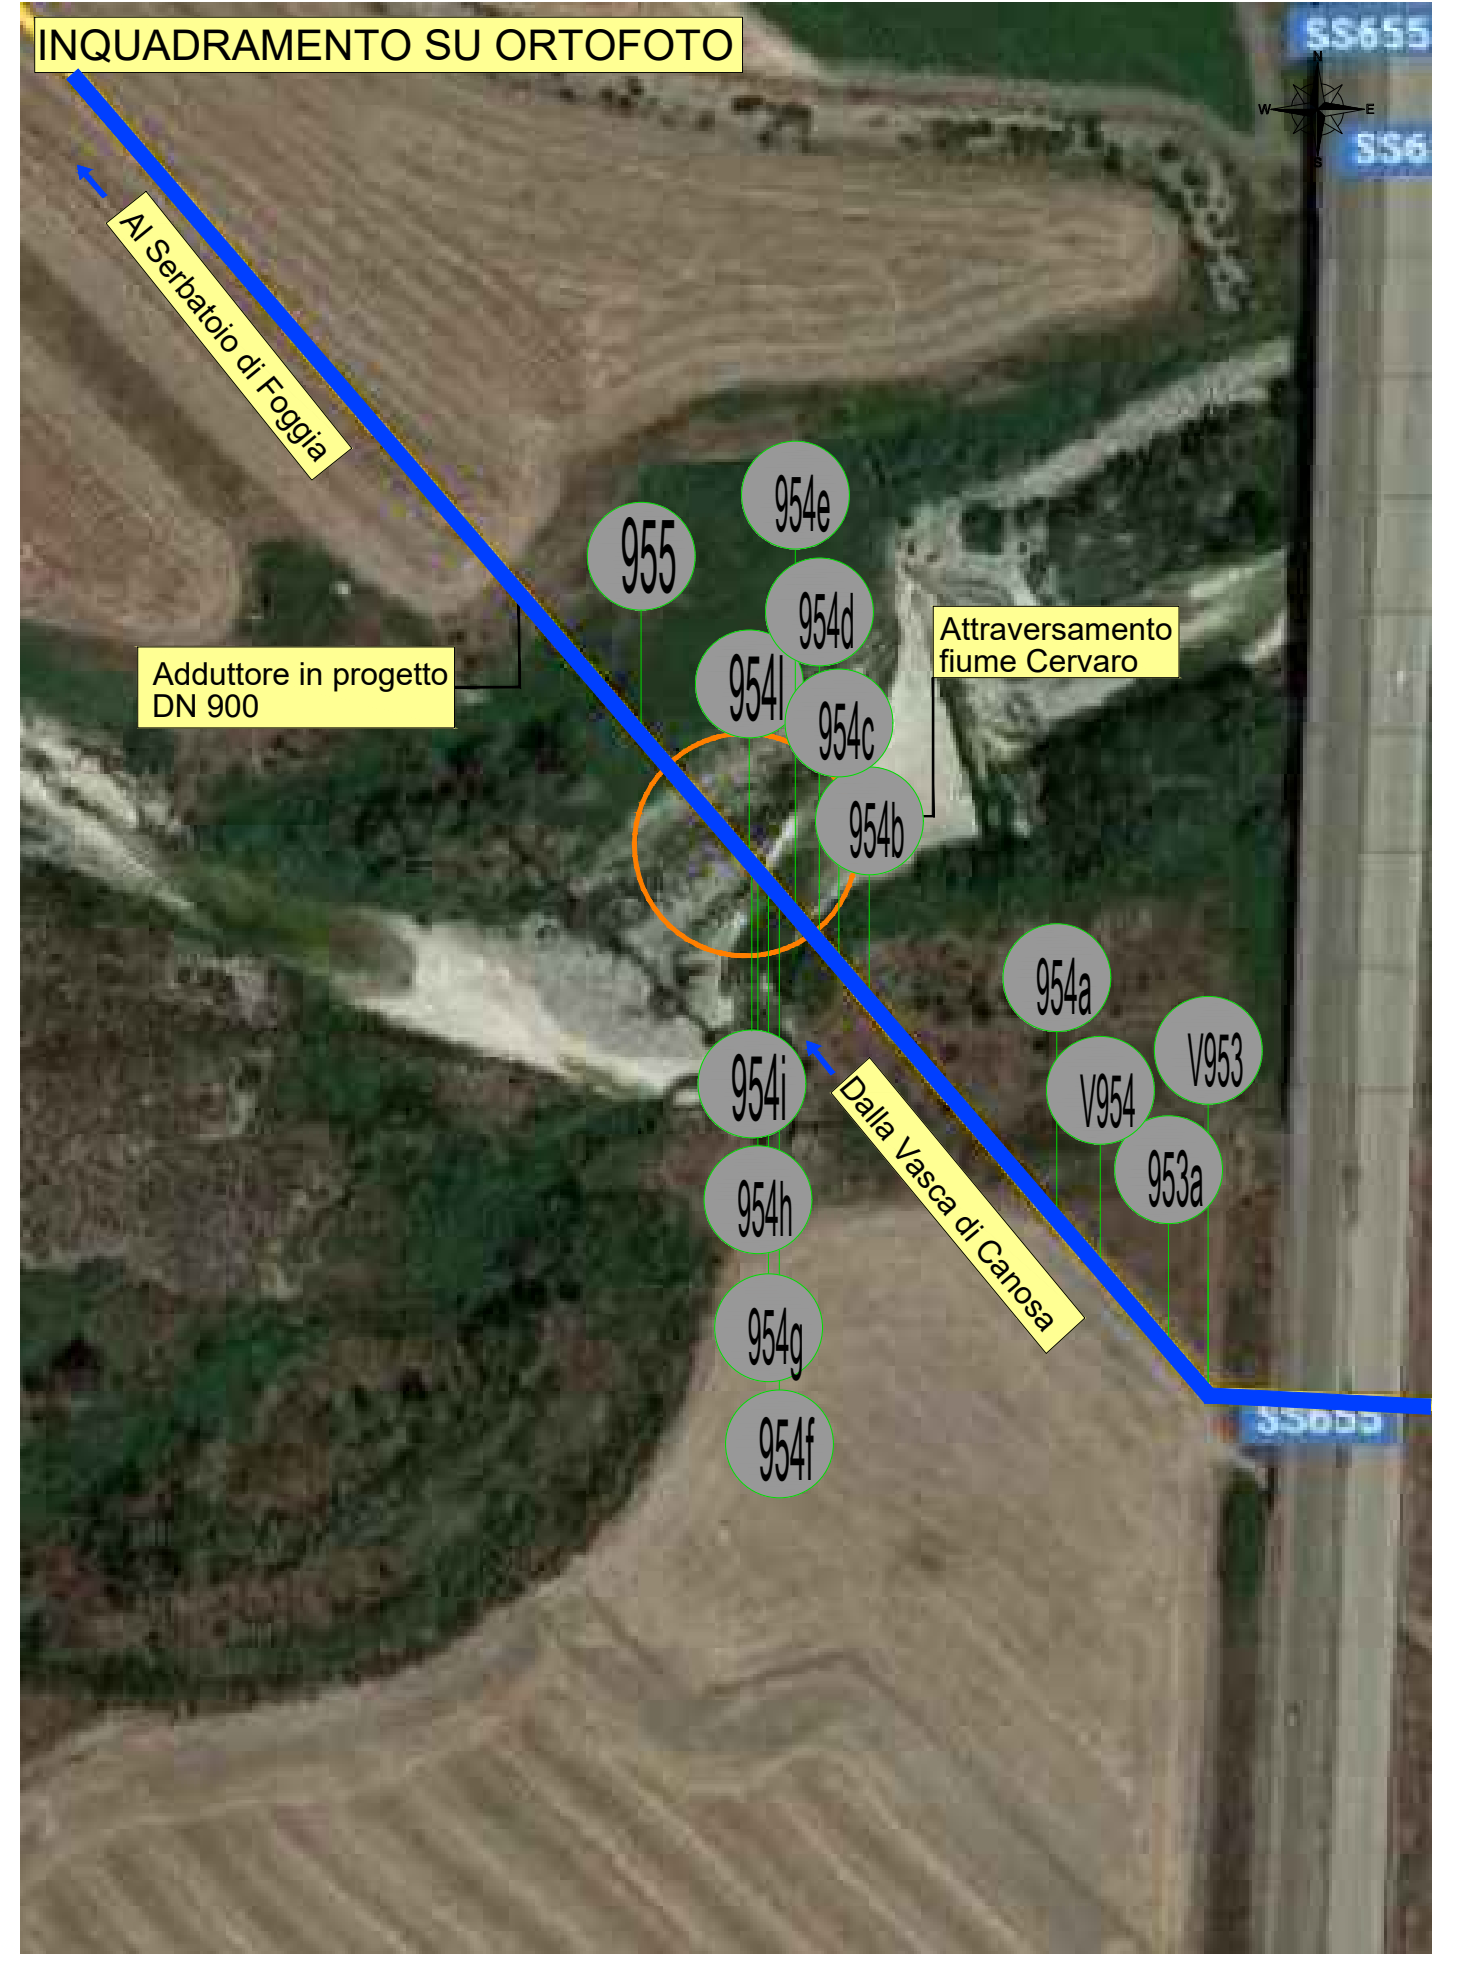 INQUADRAMENTO SU ORTOFOTO
SS655
N
W
E
S
SS6
Al Serbatoio di Foggia
954e
955
954d
Attraversamento
fiume Cervaro
Adduttore in progetto
DN 900
954l
954c
954b
954a
V953
954i
V954
Dalla Vasca di Canosa
953a
954h
954g
SS655
954f